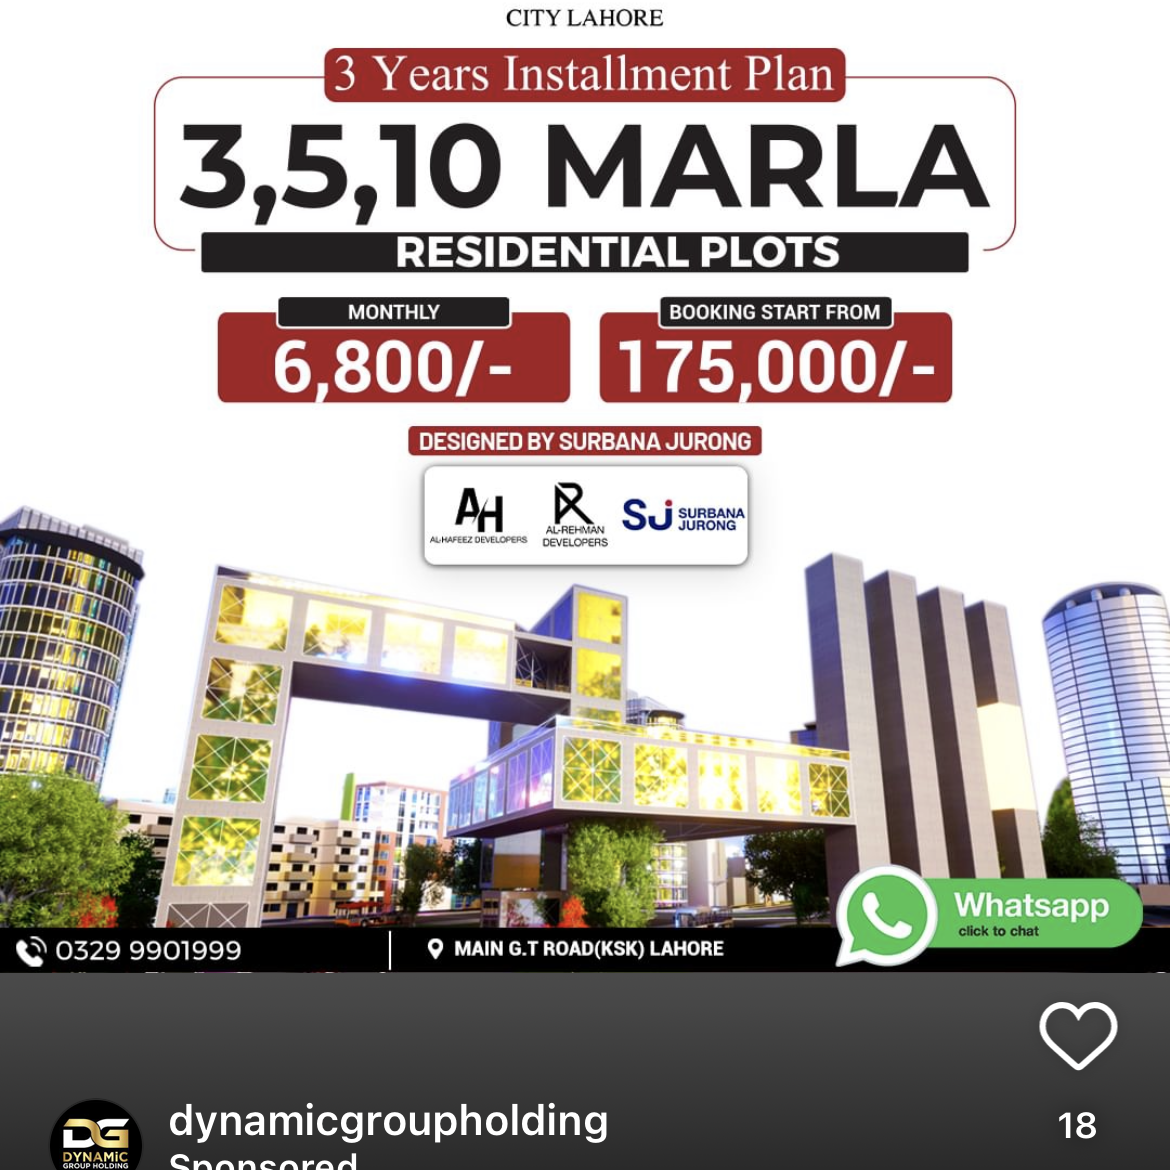 CITY LAHORE
3 Years Installment Plan
3,5,10 MARLA
RESIDENTIAL PLOTS
MONTHLY
6,800/-
BOOKING START FROM
175,000/-
DESIGNED BY SURBANA JURONG
AH
AL-HAFEEZ DEVELOPERS
R
AL-REHMAN
DEVELOPERS
SJ SURBANA
JURONG
0329 9901999
MAIN G.T ROAD(KSK) LAHORE
Whatsapp
click to chat
18
DG
DYNAMIC
GROUP HOLDING
dynamicgroupholding
Sponsored